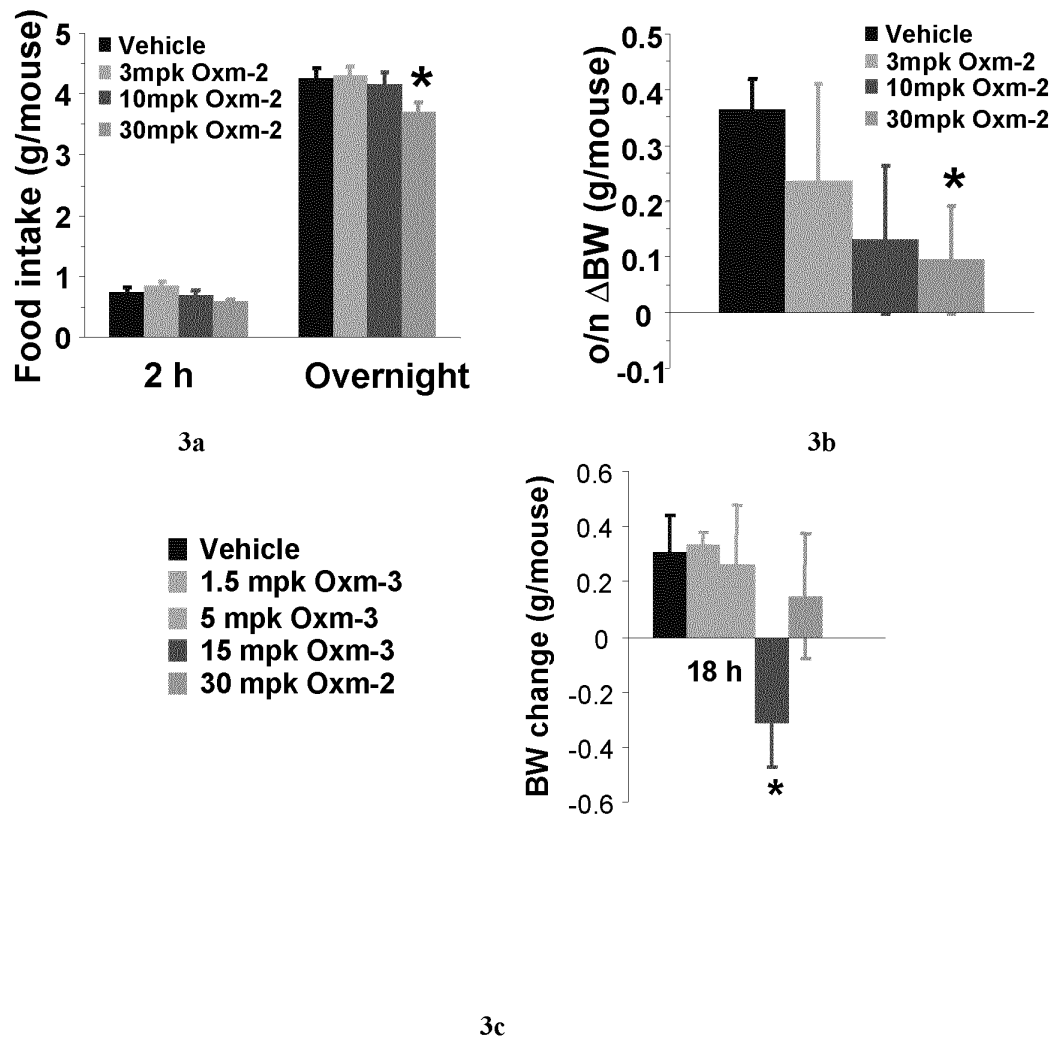 Food intake (g/mouse)
5
4
3
2
1
0
Vehicle
3mpk Oxm-2
10mpk Oxm-2
30mpk Oxm-2
*
2 h
Overnight
3a
o/n ΔBW (g/mouse)
0.5
0.4
0.3
0.2
0.1
0
-0.1
Vehicle
3mpk Oxm-2
10mpk Oxm-2
30mpk Oxm-2
*
3b
Vehicle
1.5 mpk Oxm-3
5 mpk Oxm-3
15 mpk Oxm-3
30 mpk Oxm-2
BW change (g/mouse)
0.6
0.4
0.2
0
-0.2
-0.4
-0.6
18 h
*
3c